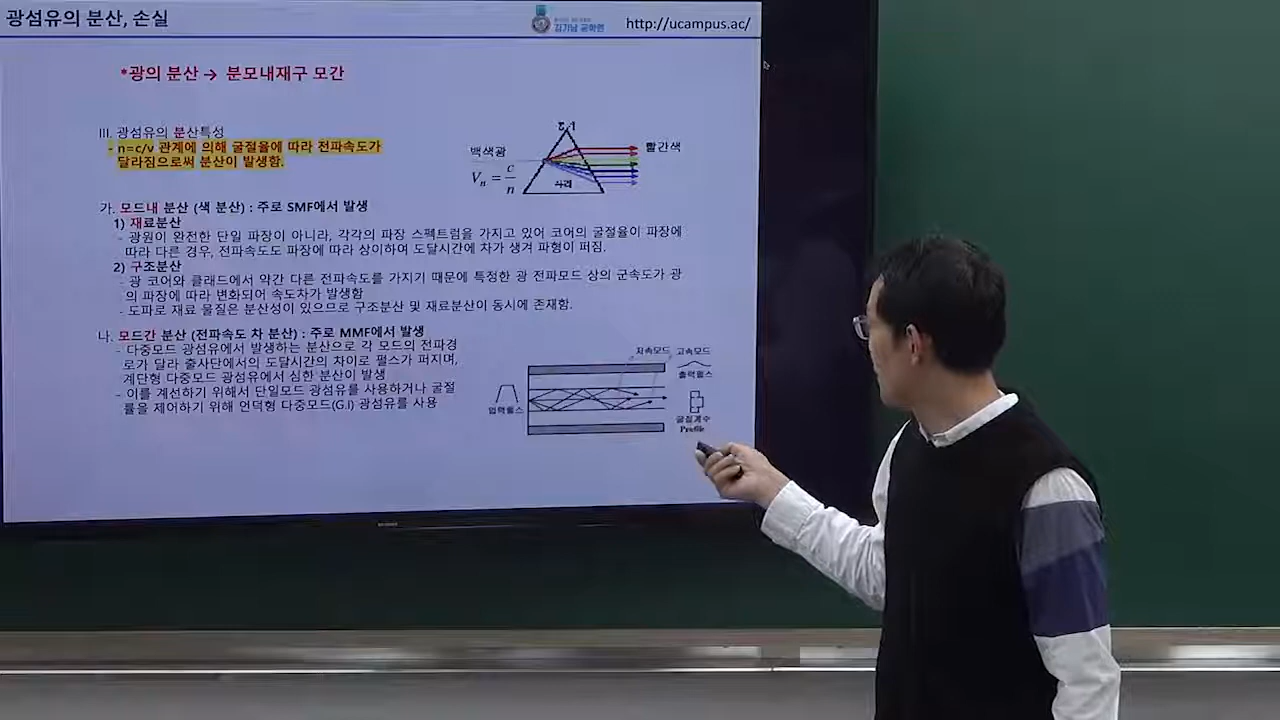 광섬유의 분산, 손실
김기남 공학원
http://ucampus.ac/
*광의 분산 → 분모내재구 모간
III. 광섬유의 분산특성
- n=c/v 관계에 의해 굴절율에 따라 전파속도가
달라짐으로써 분산이 발생함.
백색광
빨간색
Vn = c/n
가. 모드내 분산 (색 분산) : 주로 SMF에서 발생
1) 재료분산
- 광원이 완전한 단일 파장이 아니라, 각각의 파장 스펙트럼을 가지고 있어 코어의 굴절율이 파장에
따라 다른 경우, 전파속도도 파장에 따라 상이하여 도달시간에 차가 생겨 파형이 퍼짐.
2) 구조분산
- 광 코어와 클래드에서 약간 다른 전파속도를 가지기 때문에 특정한 광 전파모드 상의 군속도가 광
의 파장에 따라 변화되어 속도차가 발생함
- 도파로 재료 물질은 분산성이 있으므로 구조분산 및 재료분산이 동시에 존재함.
나. 모드간 분산 (전파속도 차 분산) : 주로 MMF에서 발생
- 다중모드 광섬유에서 발생하는 분산으로 각 모드의 전파경
로가 달라 출사단에서의 도달시간의 차이로 펄스가 퍼지며,
계단형 다중모드 광섬유에서 심한 분산이 발생
- 이를 계선하기 위해서 단일모드 광섬유를 사용하거나 굴절
률을 제어하기 위해 언덕형 다중모드(G.I) 광섬유를 사용
저속모드 고속모드
출력펄스
입력펄스
굴절계수
Profile